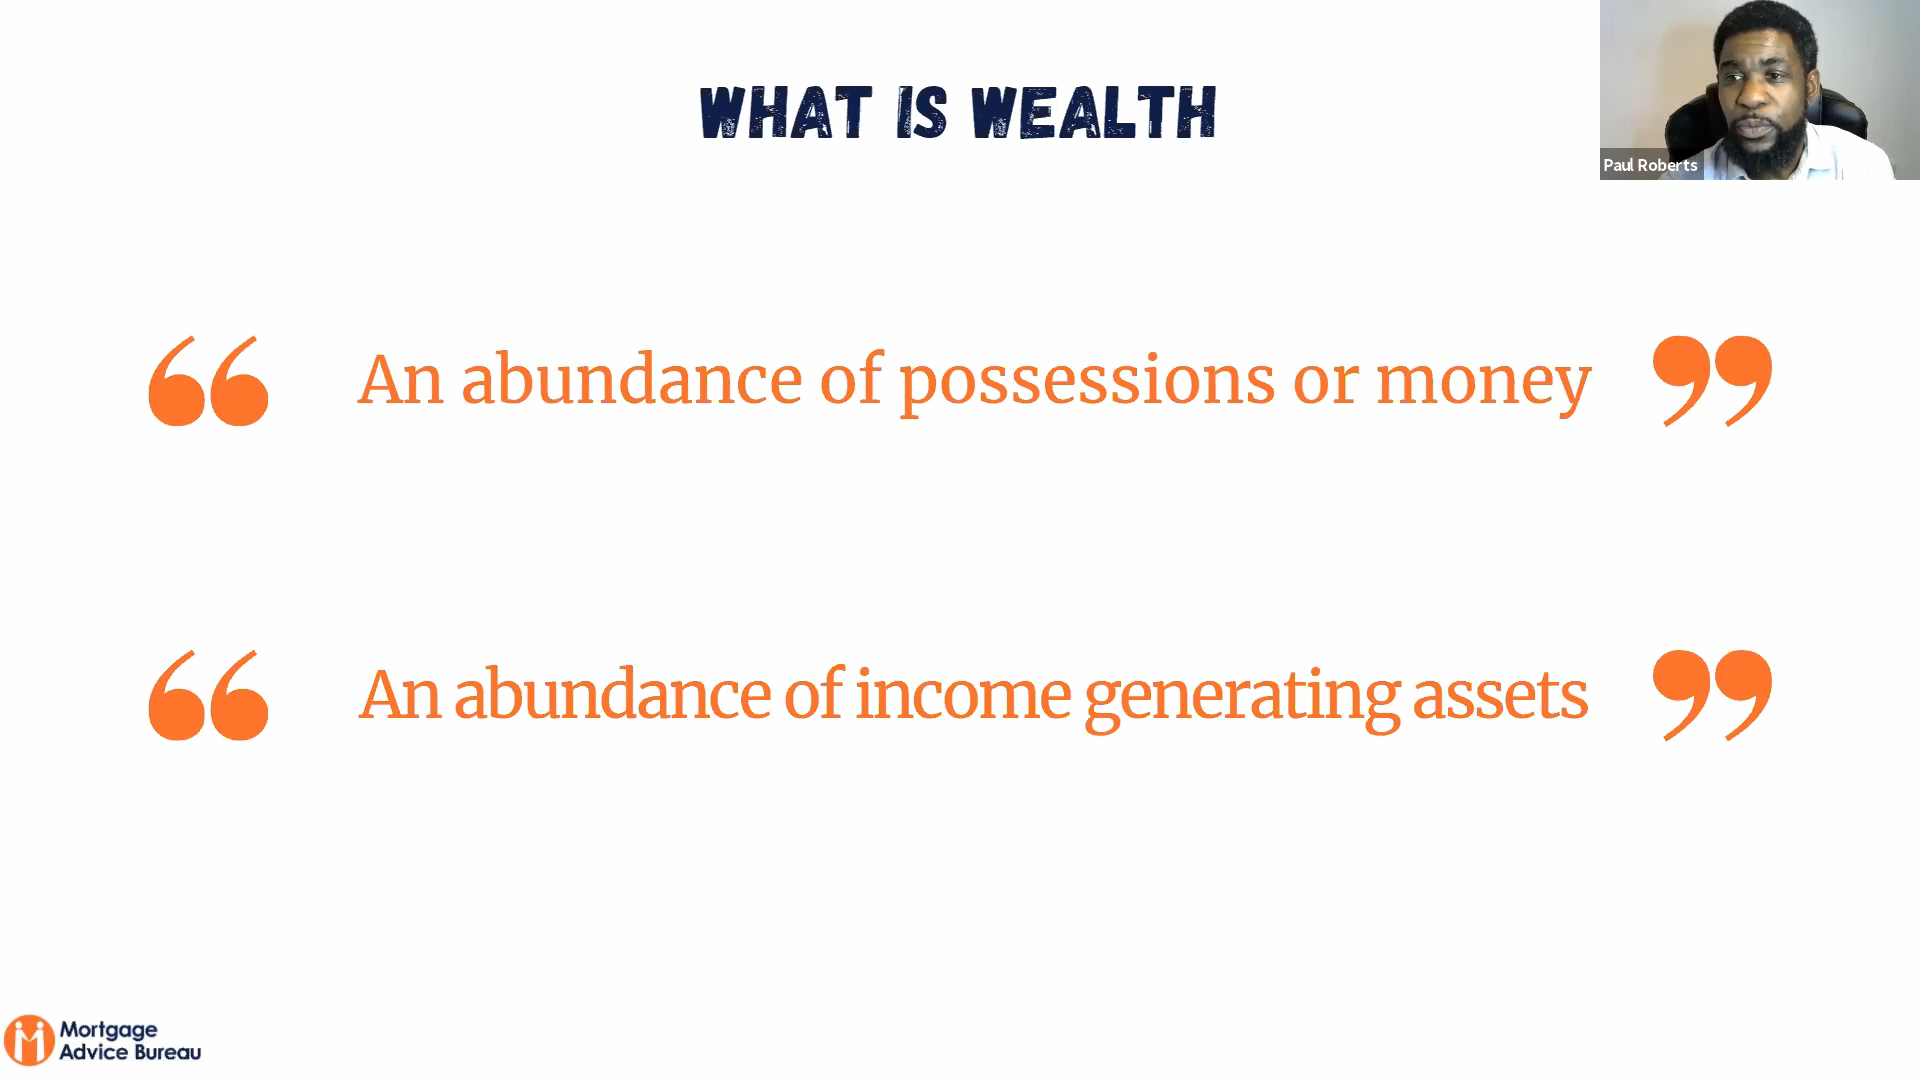 WHAT IS WEALTH
Paul Roberts
“ An abundance of possessions or money ”
“ An abundance of income generating assets ”
Mortgage
Advice Bureau